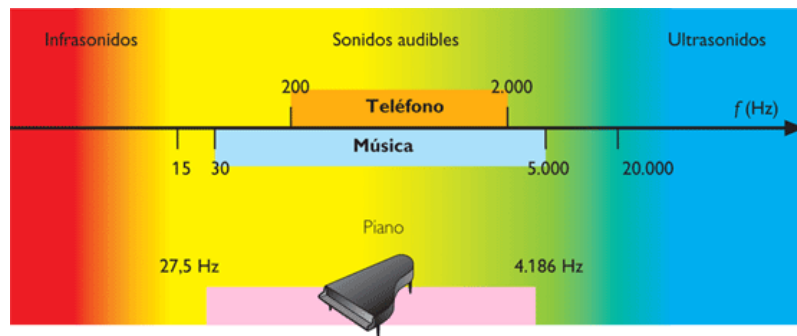 Infrasonidos Sonidos audibles Ultrasonidos
200 2.000
Teléfono
f (Hz)
Música
15 30 5.000 20.000
Piano
27,5 Hz 4.186 Hz